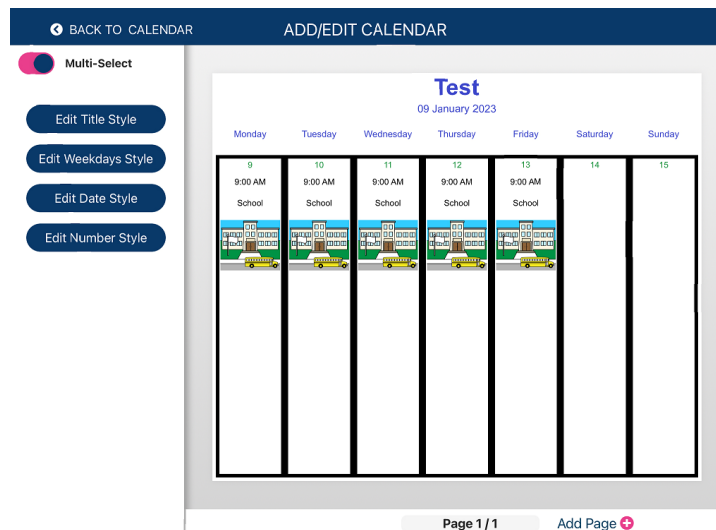 BACK TO CALENDAR
ADD/EDIT CALENDAR
Multi-Select
Edit Title Style
Edit Weekdays Style
Edit Date Style
Edit Number Style
Test
09 January 2023
Monday Tuesday Wednesday Thursday Friday Saturday Sunday
9 10 11 12 13 14 15
9:00 AM 9:00 AM 9:00 AM 9:00 AM 9:00 AM
School School School School School
Page 1 / 1
Add Page